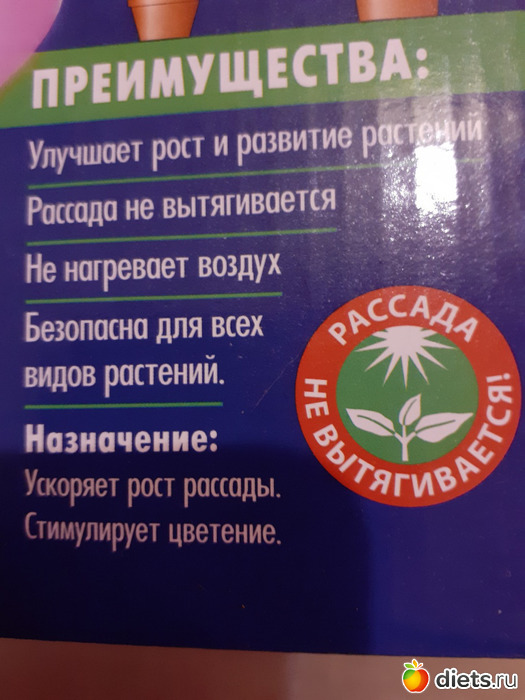 ПРЕИМУЩЕСТВА:
Улучшает рост и развитие растений
Рассада не вытягивается
Не нагревает воздух
Безопасна для всех
видов растений.
Назначение:
Ускоряет рост рассады.
Стимулирует цветение.
РАССАДА
НЕ ВЫТЯГИВАЕТСЯ!
diets.ru